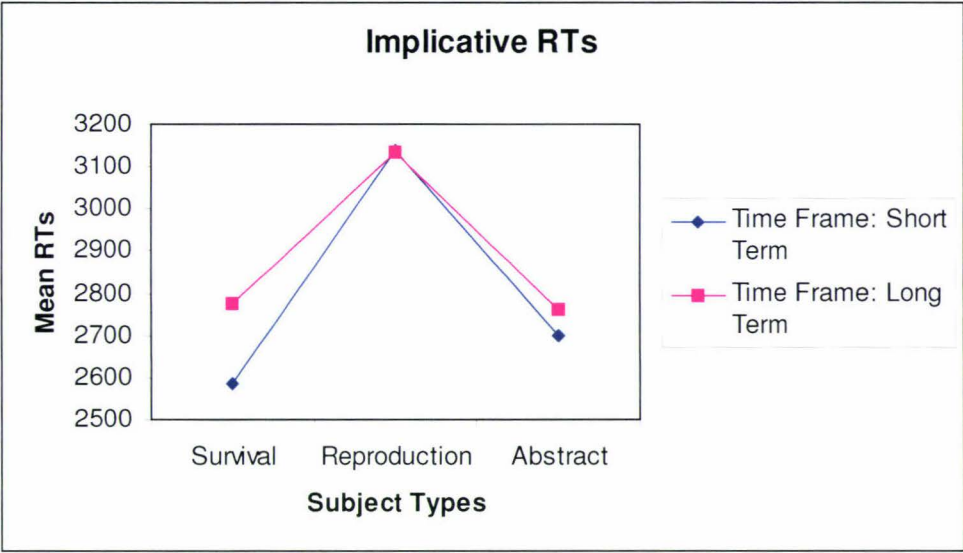 Implicative RTs
3200
3100
3000
2900
2800
2700
2600
2500
Mean RTs
Survival Reproduction Abstract
Subject Types
Time Frame: Short
Term
Time Frame: Long
Term